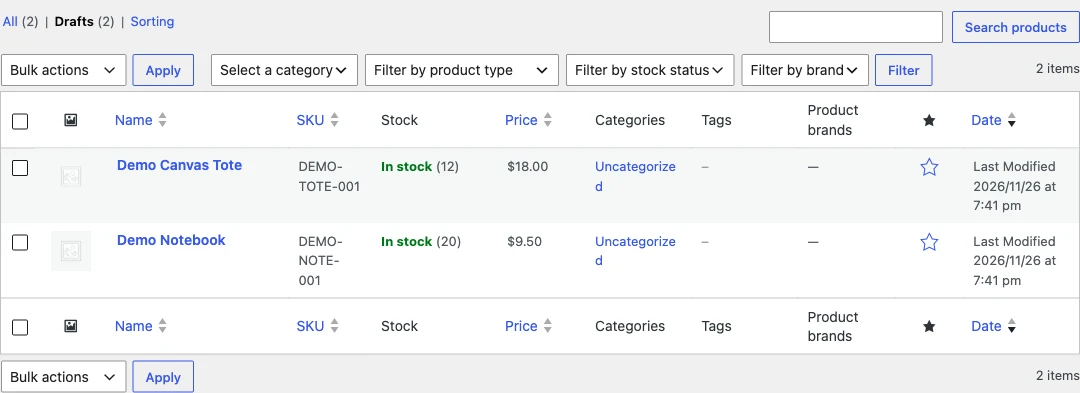 All (2) | Drafts (2) | Sorting
Search products
Bulk actions Apply Select a category Filter by product type Filter by stock status Filter by brand Filter 2 items
Name SKU Stock Price Categories Tags Product brands Date
Demo Canvas Tote DEMO-TOTE-001 In stock (12) $18.00 Uncategorized – — Last Modified 2026/11/26 at 7:41 pm
Demo Notebook DEMO-NOTE-001 In stock (20) $9.50 Uncategorized – — Last Modified 2026/11/26 at 7:41 pm
Name SKU Stock Price Categories Tags Product brands Date
Bulk actions Apply 2 items